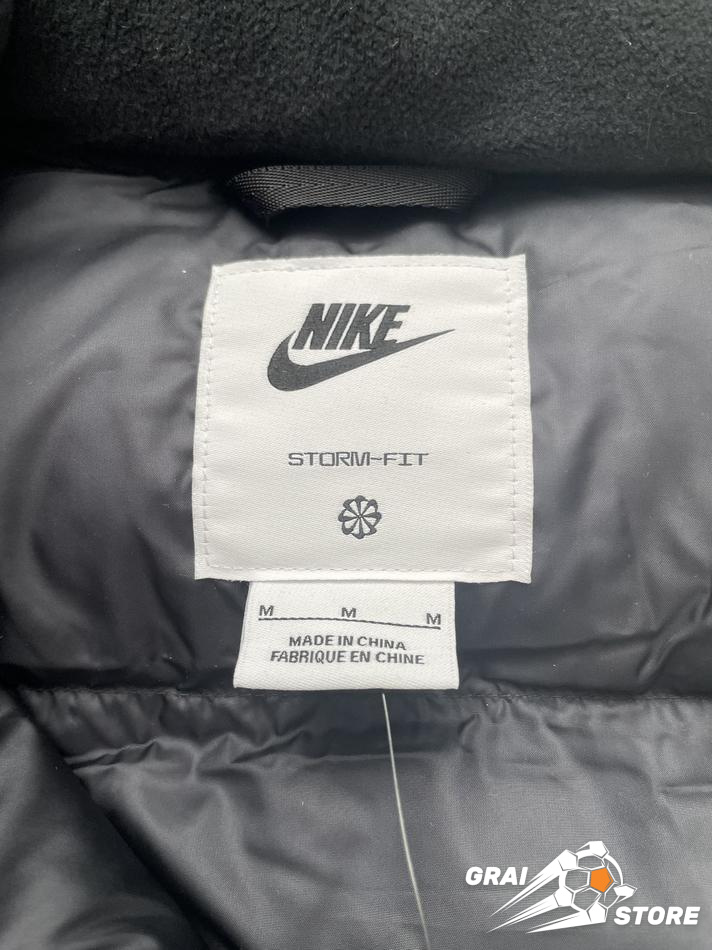 NIKE
STORM-FIT
M M M
MADE IN CHINA
FABRIQUE EN CHINE
GRAI
STORE